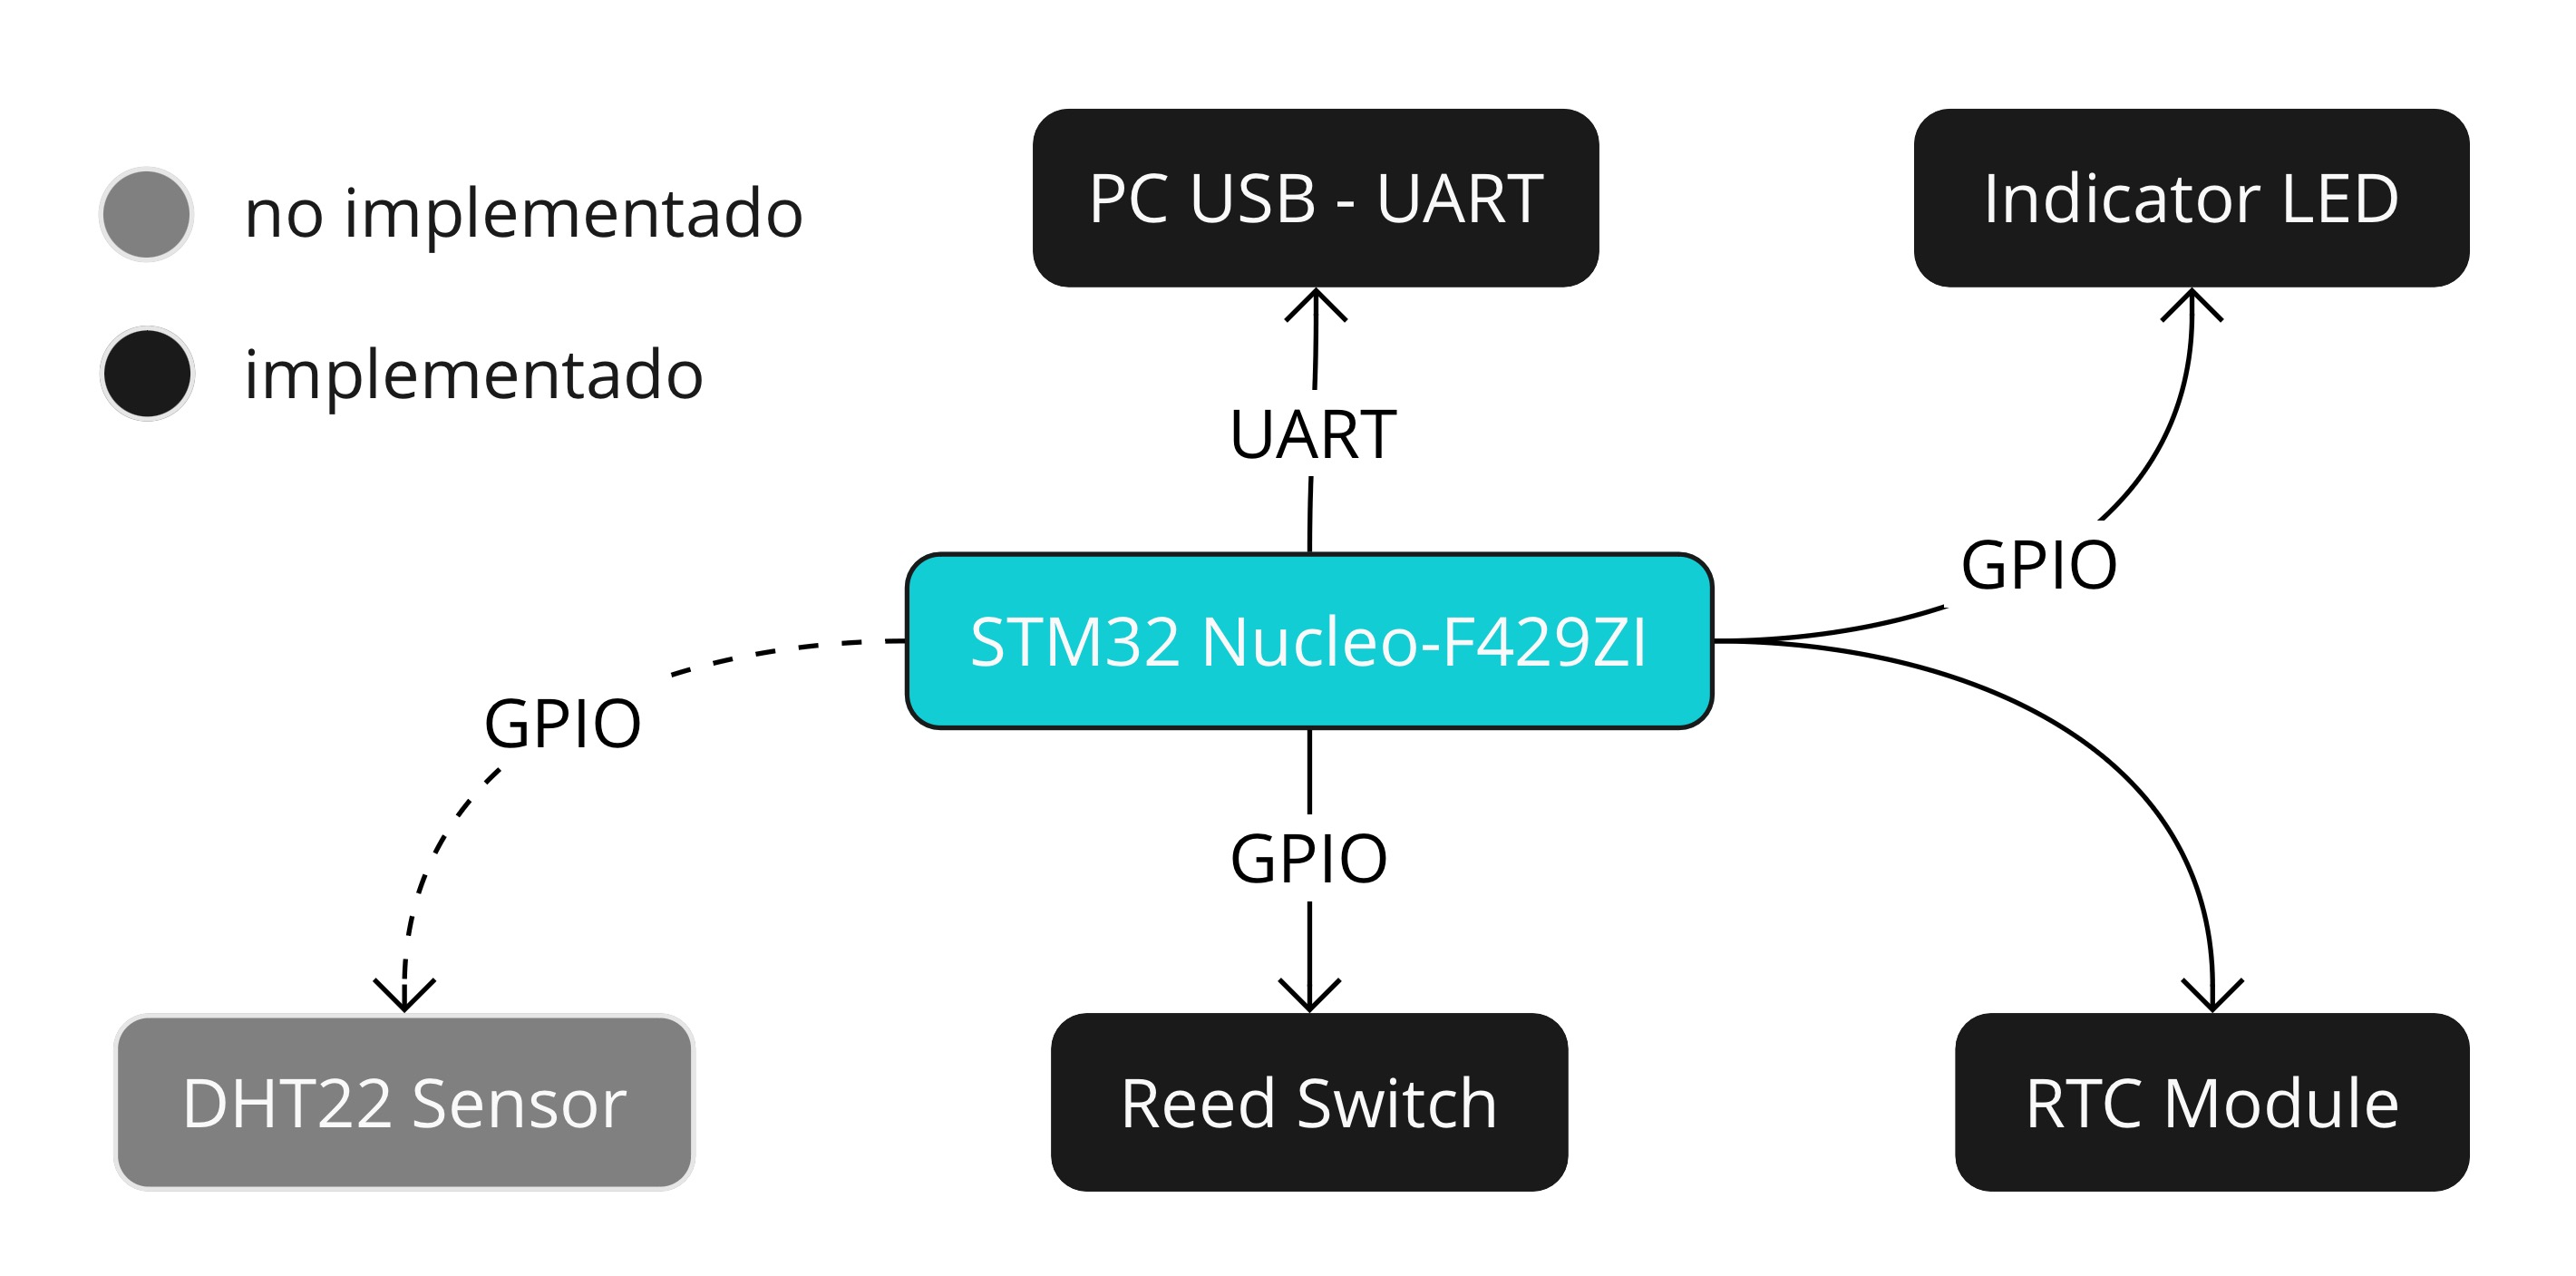 no implementado
implementado
PC USB - UART
Indicator LED
UART
GPIO
STM32 Nucleo-F429ZI
GPIO
GPIO
DHT22 Sensor
Reed Switch
RTC Module